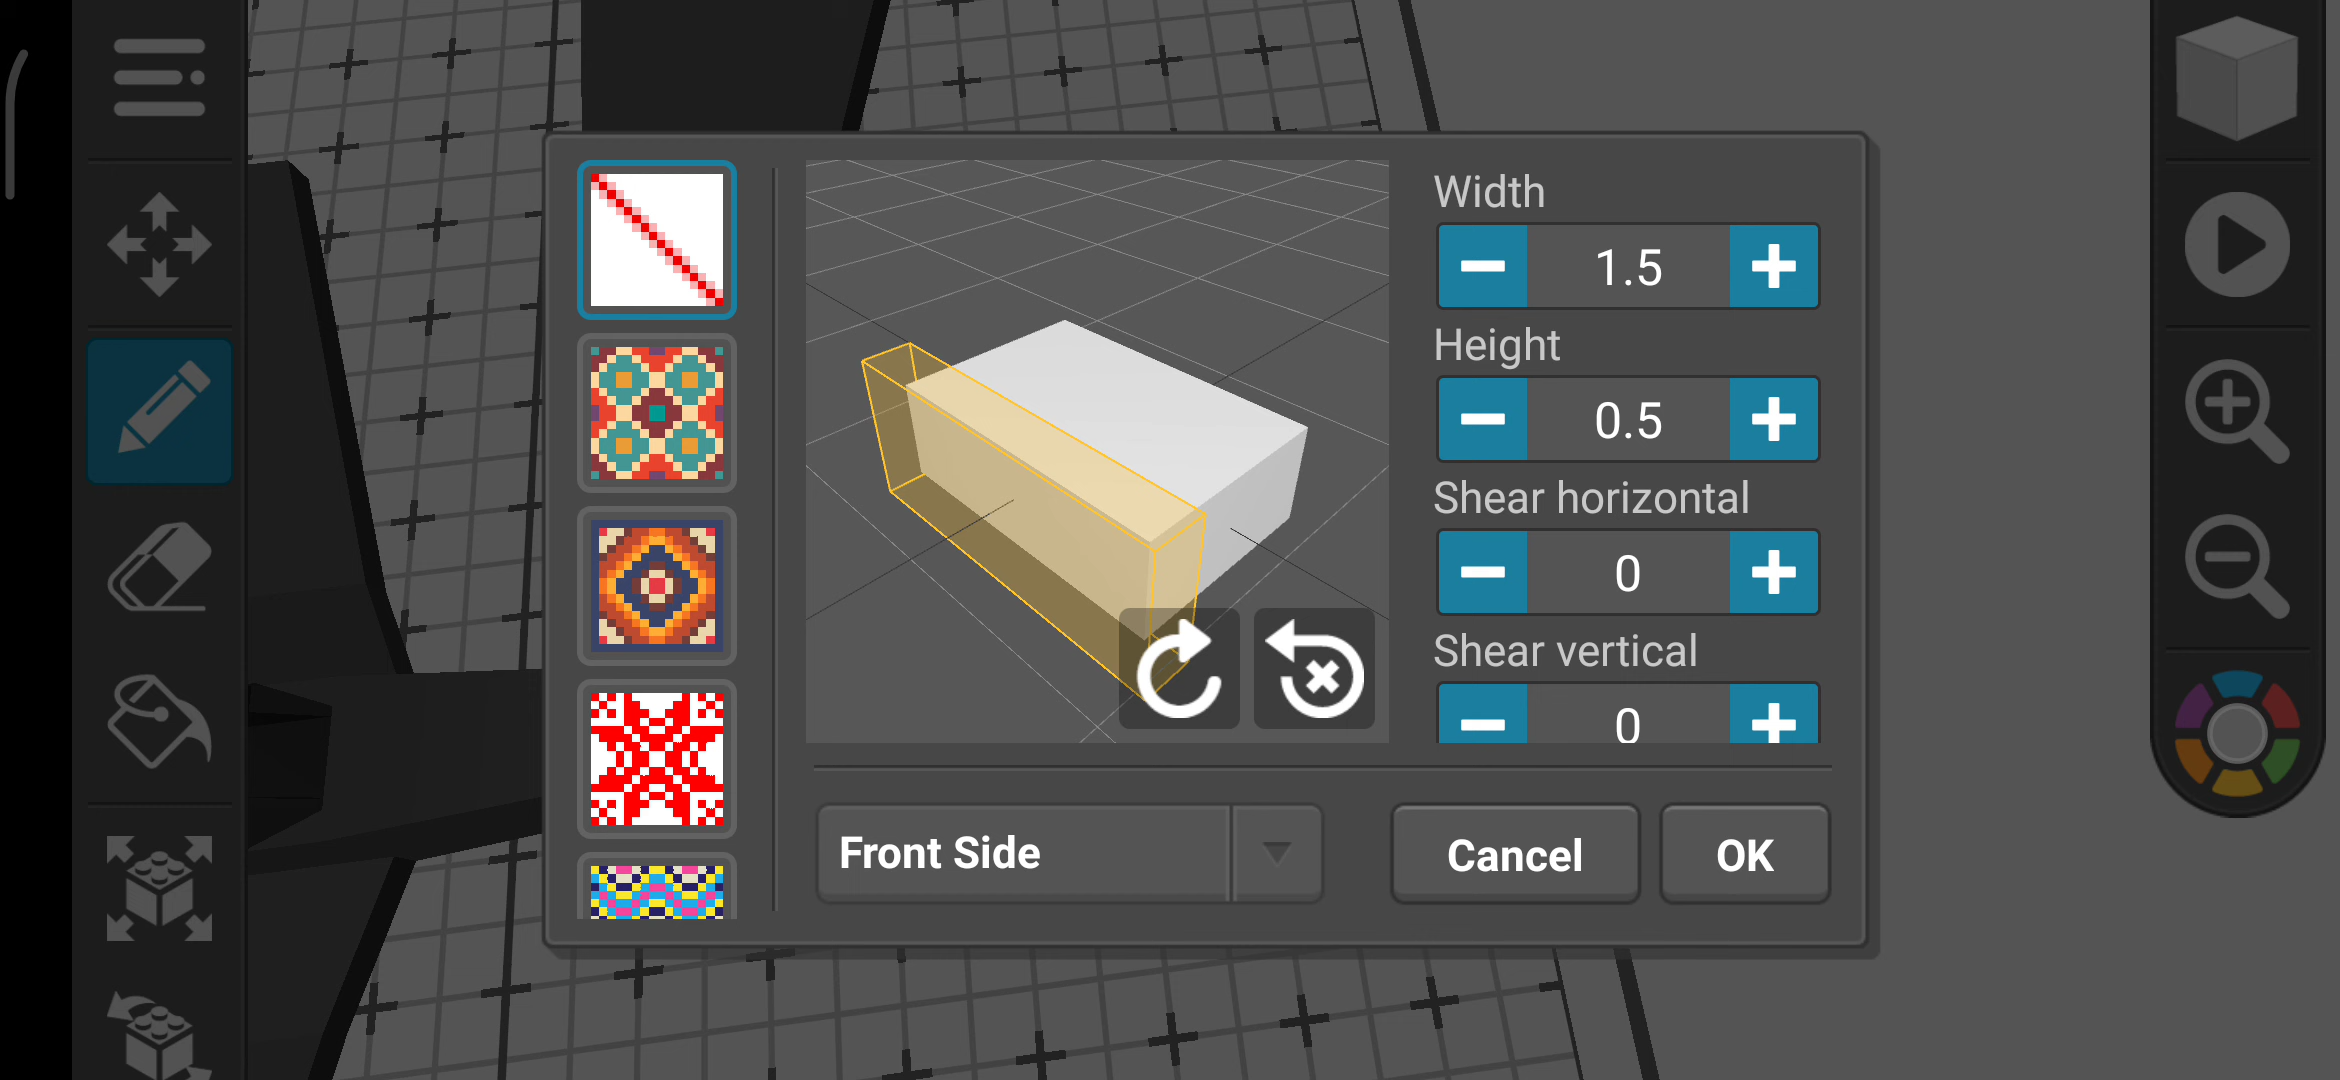 Width
1.5
Height
0.5
Shear horizontal
0
Shear vertical
0
Front Side
Cancel
OK